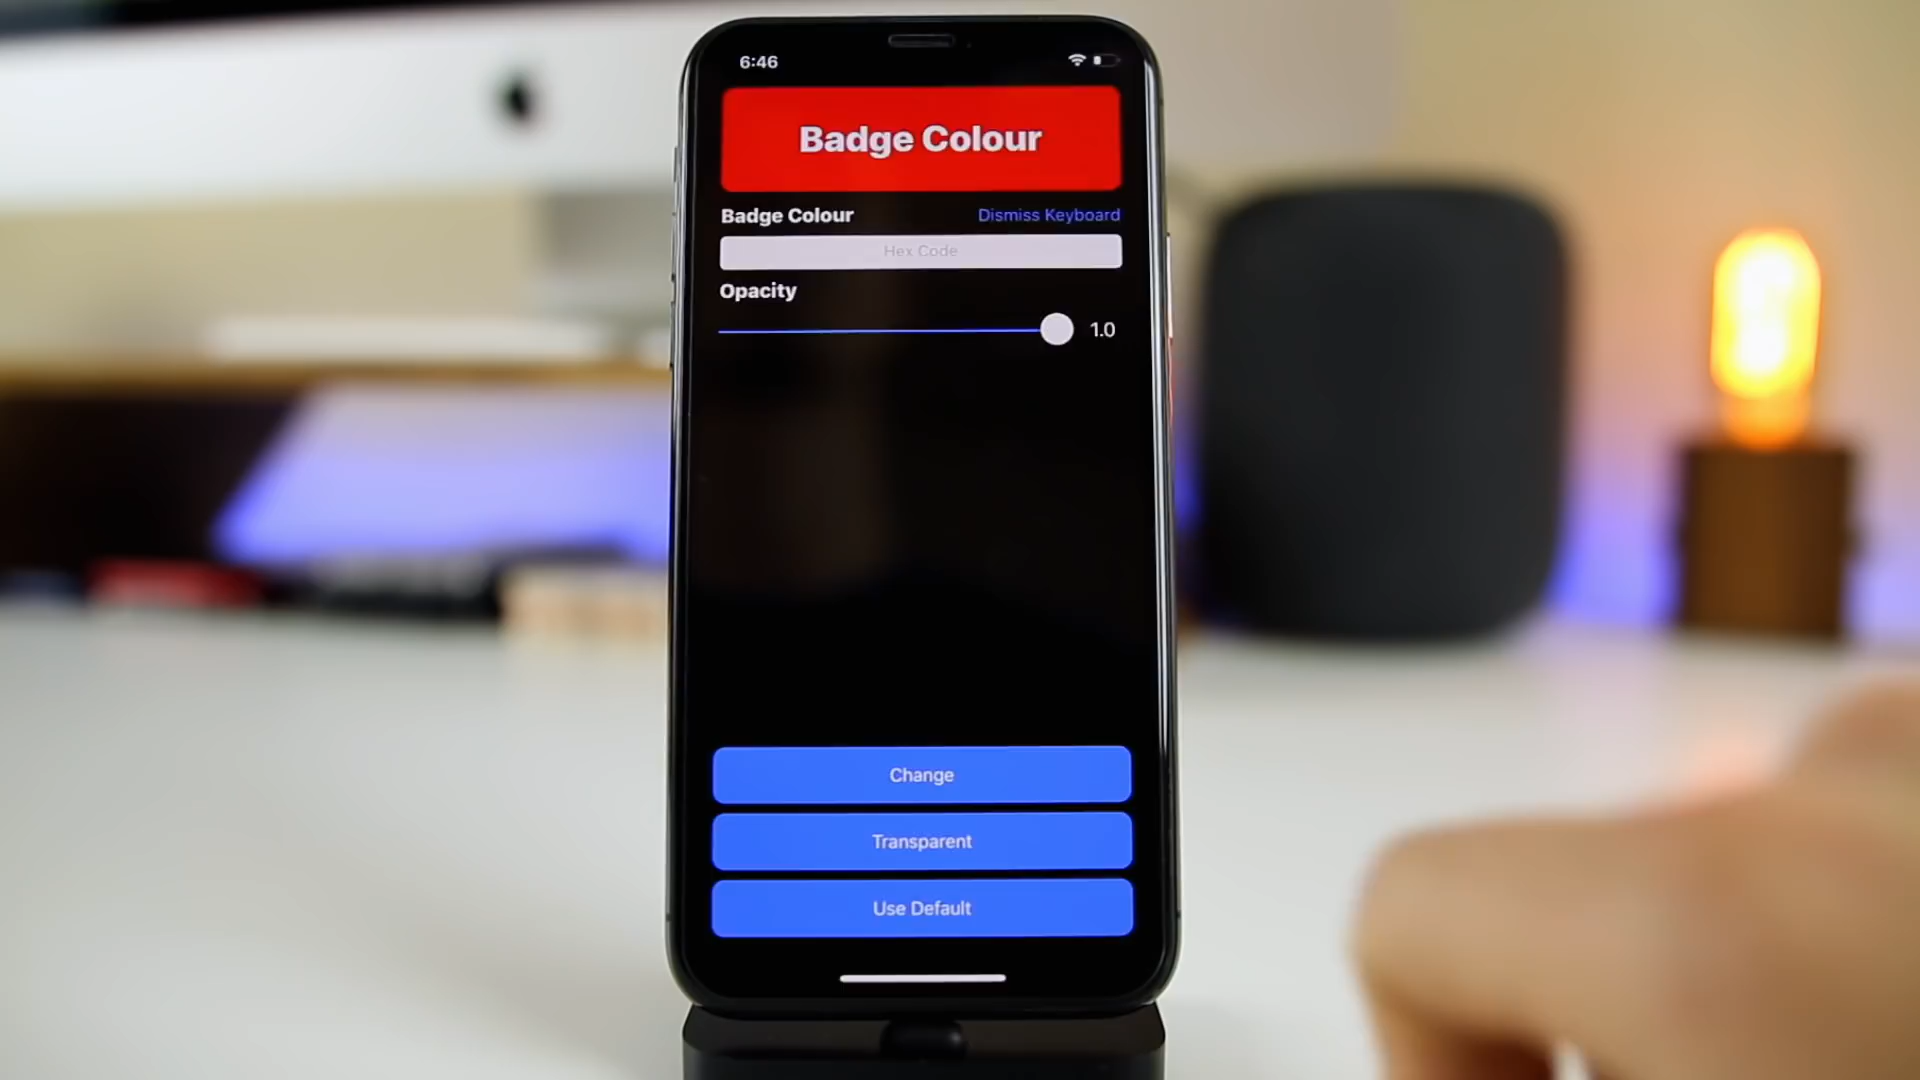 6:46
Badge Colour
Badge Colour Dismiss Keyboard
Hex Code
Opacity
1.0
Change
Transparent
Use Default